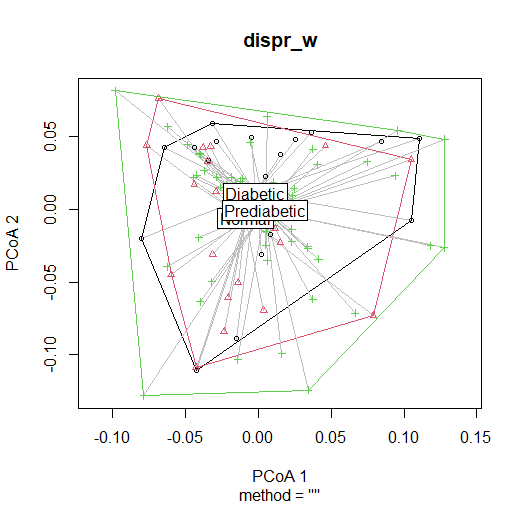 dispr_w
PCoA 2
0.05
0.00
-0.05
-0.10
Diabetic
Prediabetic
Normal
-0.10 -0.05 0.00 0.05 0.10 0.15
PCoA 1
method = ""